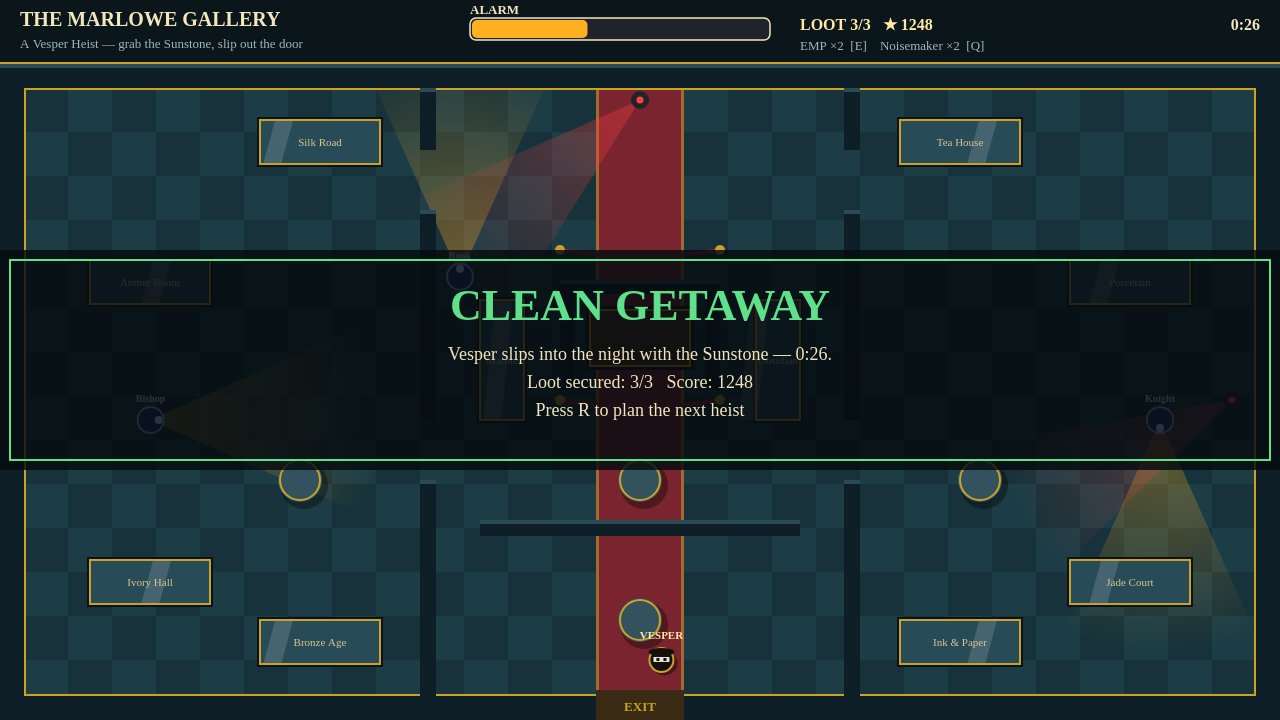 THE MARLOWE GALLERY
A Vesper Heist — grab the Sunstone, slip out the door
ALARM
LOOT 3/3 ★ 1248
EMP ×2 [E] Noisemaker ×2 [Q]
0:26
Silk Road
Tea House
Rook
Amber Room
Porcelain
CLEAN GETAWAY
Vesper slips into the night with the Sunstone — 0:26.
Loot secured: 3/3 Score: 1248
Press R to plan the next heist
Bishop
Knight
Ivory Hall
Jade Court
VESPER
Bronze Age
Ink & Paper
EXIT